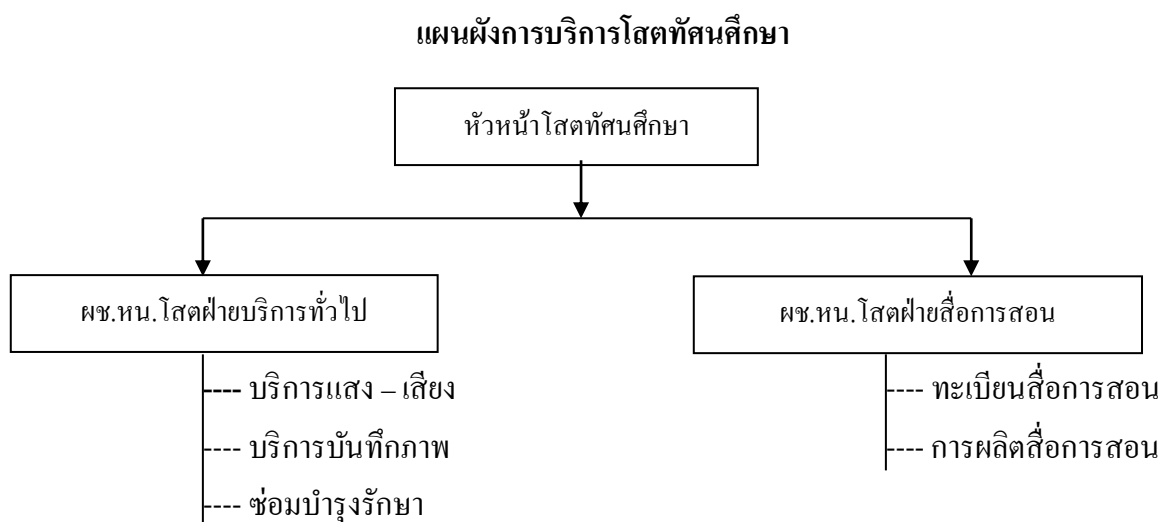 แผนผังการบริการโสตทัศนศึกษา
หัวหน้าโสตทัศนศึกษา
ผช.หน.โสตฝ่ายบริการทั่วไป
บริการแสง – เสียง
บริการบันทึกภาพ
ซ่อมบำรุงรักษา
ผช.หน.โสตฝ่ายสื่อการสอน
ทะเบียนสื่อการสอน
การผลิตสื่อการสอน